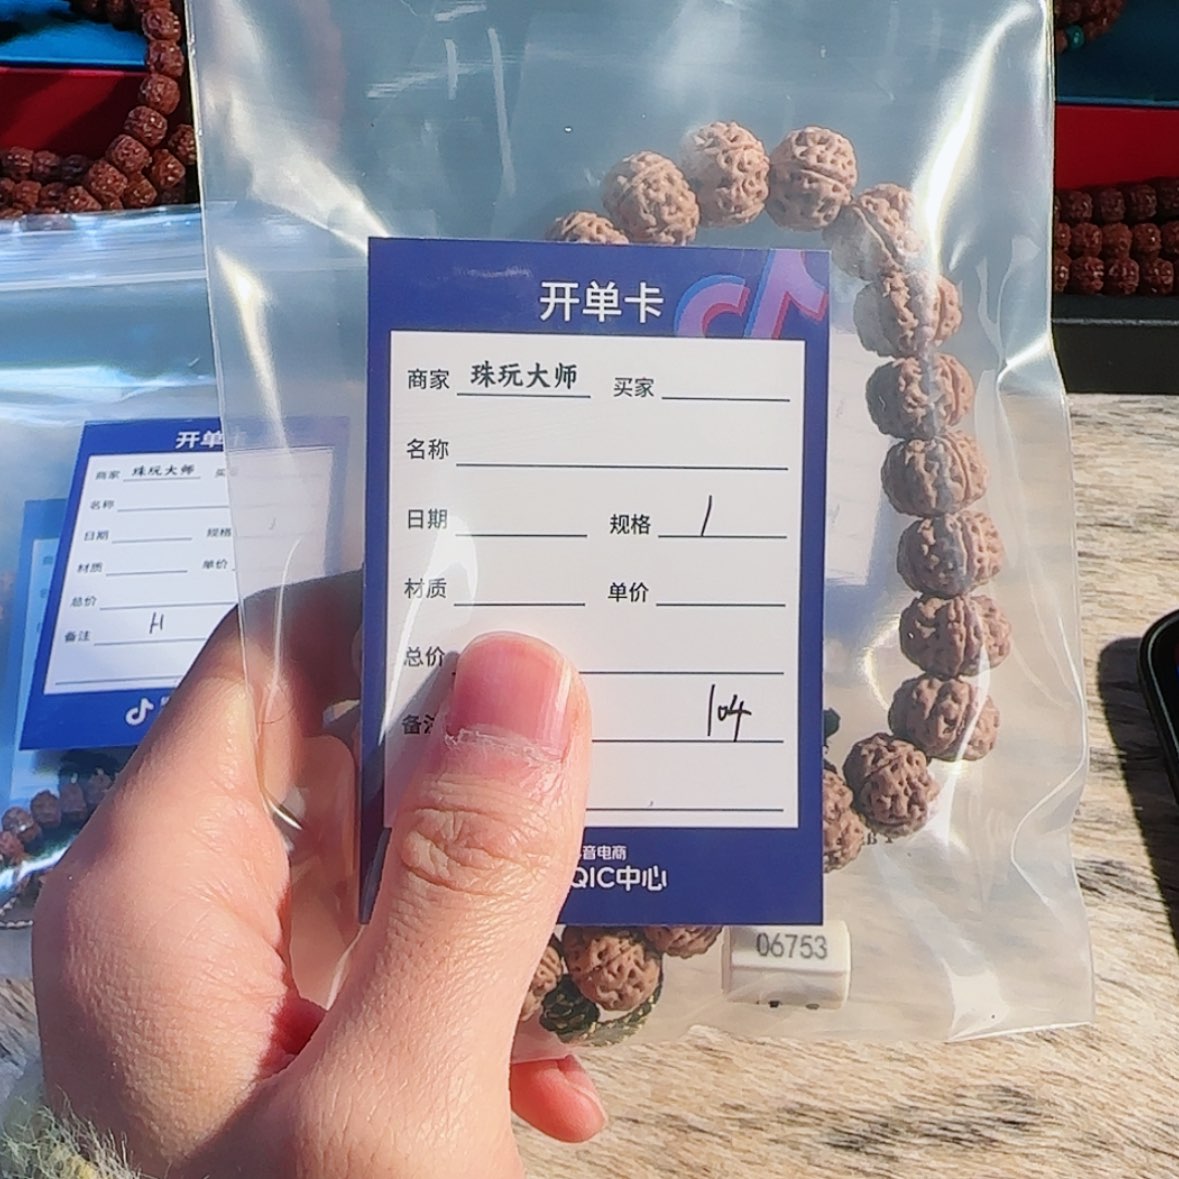 开单卡
商家 珠玩大师 买家
名称
日期 规格 1
材质 单价
总价
备 104
音电商
QIC中心
06753
开单
商家 珠玩大师 买
名称
日期 规格
材质 单价
总价
备注 H